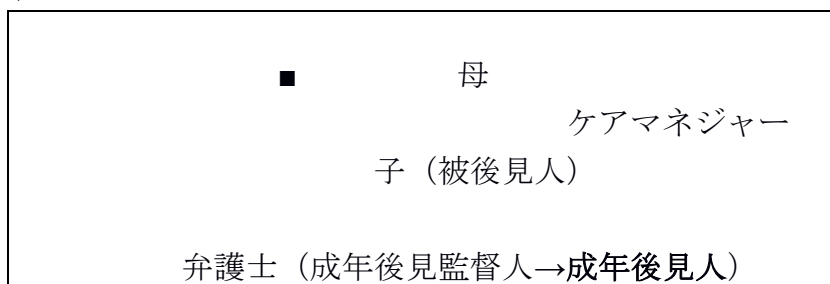 ■ 母
ケアマネジャー
子（被後見人）
弁護士（成年後見監督人→成年後見人）